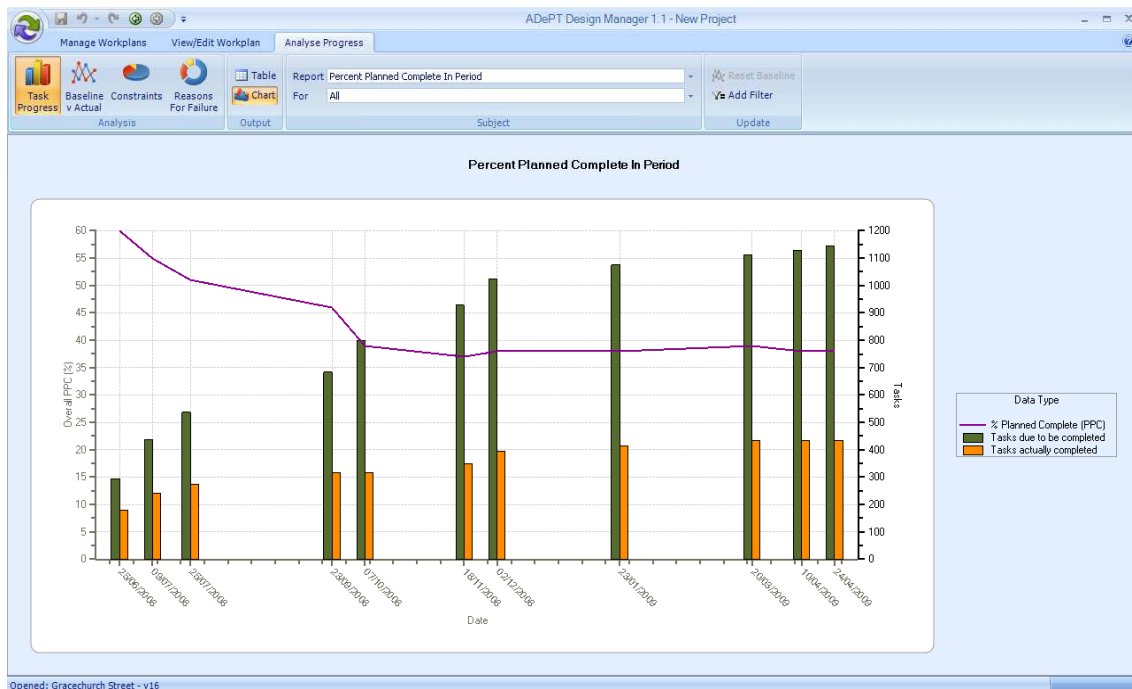 ADePT Design Manager 1.1 - New Project
Manage Workplans View/Edit Workplan Analyse Progress
Task Progress
Baseline v Actual
Constraints
Reasons For Failure
Analysis
Table
Chart
Output
Report Percent Planned Complete In Period
For All
Subject
Reset Baseline
Add Filter
Update
Percent Planned Complete In Period
Overall PPC (%)
60
55
50
45
40
35
30
25
20
15
10
5
0
1200
1100
1000
900
800
700
600
500
400
300
200
100
0
Tasks
25/06/2008
09/07/2008
25/07/2008
23/09/2008
07/10/2008
18/11/2008
02/12/2008
23/01/2009
20/03/2009
10/04/2009
24/04/2009
Date
Data Type
% Planned Complete (PPC)
Tasks due to be completed
Tasks actually completed
Opened: Gracechurch Street - v16